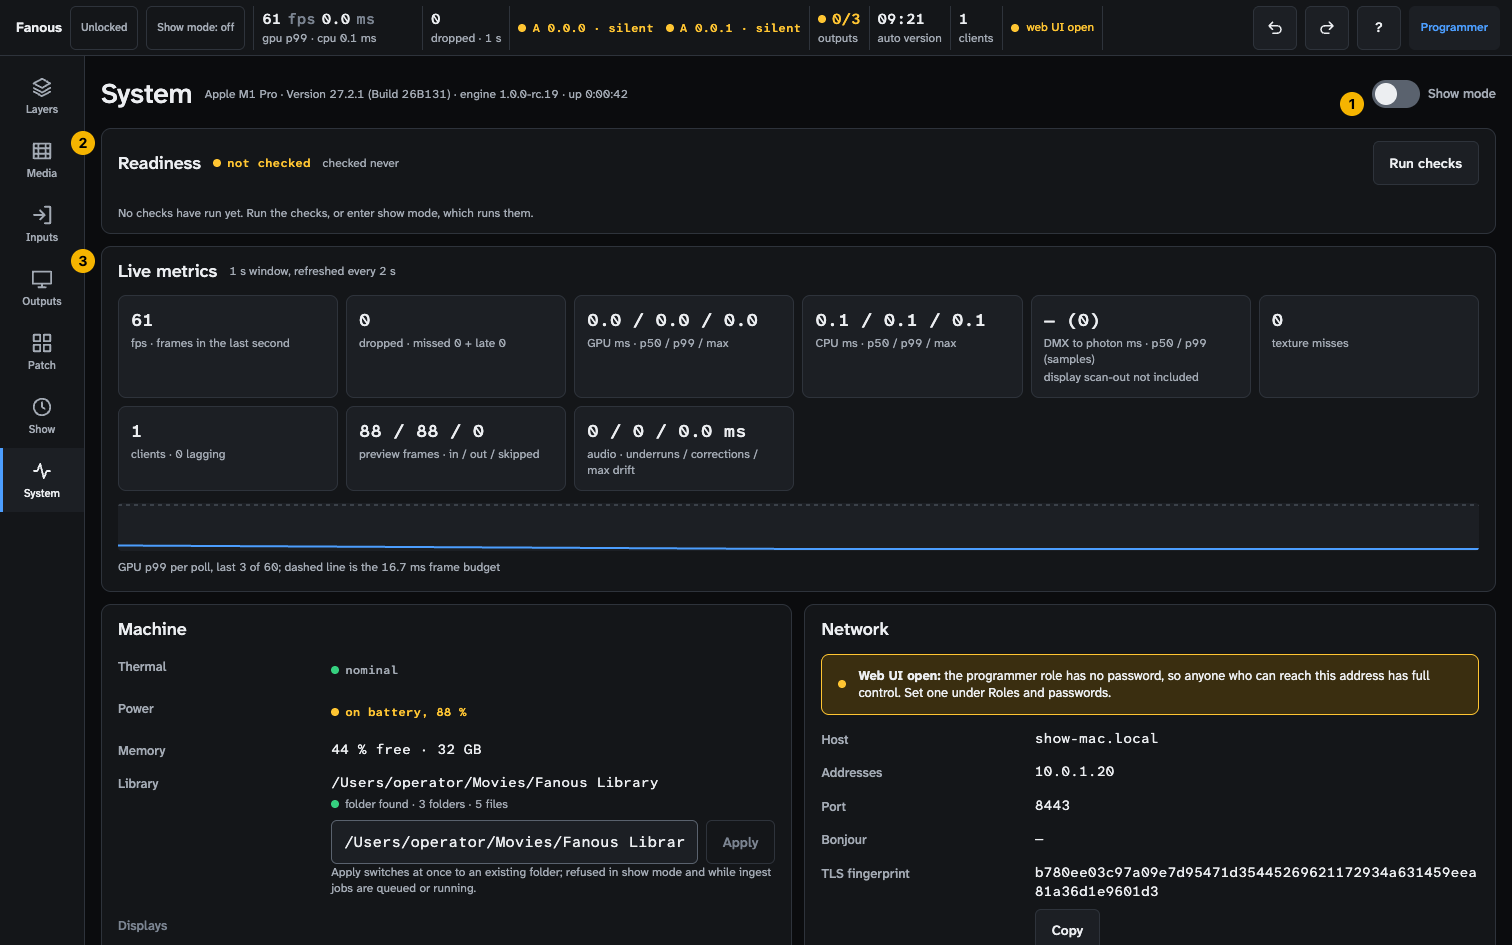 Fanous
Unlocked
Show mode: off
61 fps 0.0 ms
gpu p99 · cpu 0.1 ms
0
dropped · 1 s
A 0.0.0 · silent
A 0.0.1 · silent
0/3
outputs
09:21
auto version
1
clients
web UI open
?
Programmer
Layers
Media
Inputs
Outputs
Patch
Show
System
System
Apple M1 Pro · Version 27.2.1 (Build 26B131) · engine 1.0.0-rc.19 · up 0:00:42
1
Show mode
2
Readiness
not checked
checked never
Run checks
No checks have run yet. Run the checks, or enter show mode, which runs them.
3
Live metrics
1 s window, refreshed every 2 s
61
fps · frames in the last second
0
dropped · missed 0 + late 0
0.0 / 0.0 / 0.0
GPU ms · p50 / p99 / max
0.1 / 0.1 / 0.1
CPU ms · p50 / p99 / max
– (0)
DMX to photon ms · p50 / p99
(samples)
display scan-out not included
0
texture misses
1
clients · 0 lagging
88 / 88 / 0
preview frames · in / out / skipped
0 / 0 / 0.0 ms
audio · underruns / corrections /
max drift
GPU p99 per poll, last 3 of 60; dashed line is the 16.7 ms frame budget
Machine
Thermal
nominal
Power
on battery, 88 %
Memory
44 % free · 32 GB
Library
/Users/operator/Movies/Fanous Library
folder found · 3 folders · 5 files
/Users/operator/Movies/Fanous Librar
Apply
Apply switches at once to an existing folder; refused in show mode and while ingest
jobs are queued or running.
Displays
Network
Web UI open: the programmer role has no password, so anyone who can reach this address has full
control. Set one under Roles and passwords.
Host
show-mac.local
Addresses
10.0.1.20
Port
8443
Bonjour
–
TLS fingerprint
b780ee03c97a09e7d95471d35445269621172934a631459eea
81a36d1e9601d3
Copy